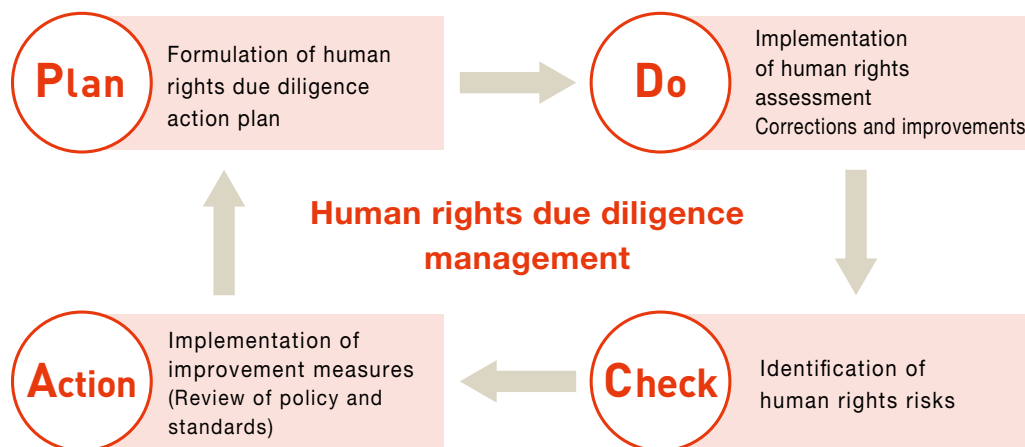 Plan
Formulation of human
rights due diligence
action plan
Do
Implementation
of human rights
assessment
Corrections and improvements
Human rights due diligence
management
Action
Implementation of
improvement measures
(Review of policy and
standards)
Check
Identification of
human rights risks